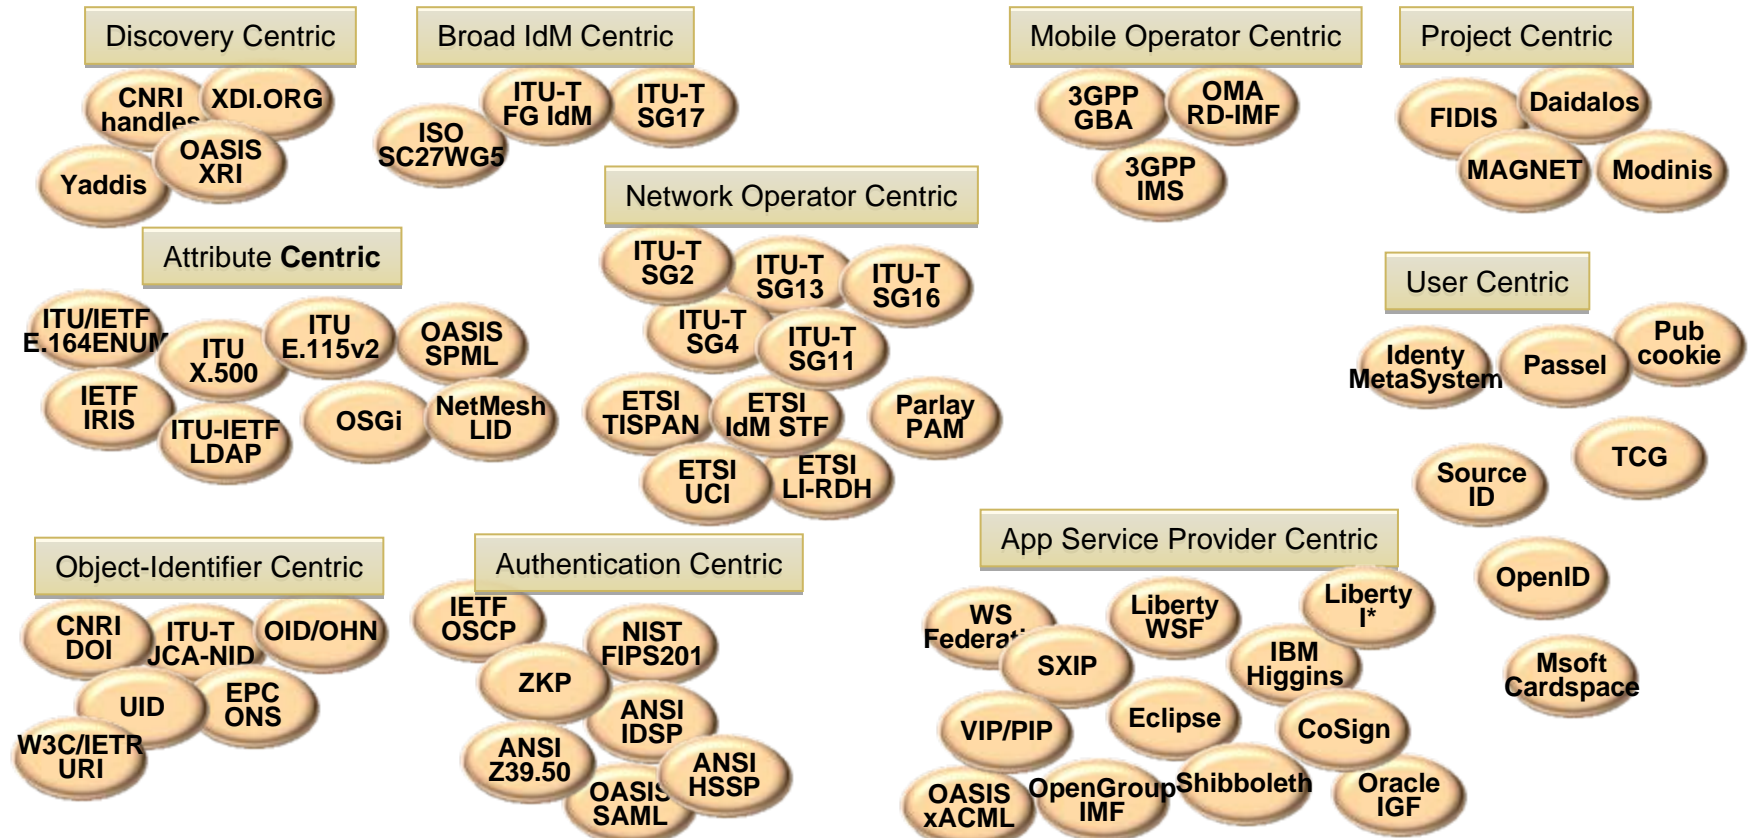 Discovery Centric
CNRI
handles
XDI.ORG
OASIS
XRI
Yaddis
Broad IdM Centric
ITU-T
FG IdM
ITU-T
SG17
ISO
SC27WG5
Mobile Operator Centric
3GPP
GBA
OMA
RD-IMF
3GPP
IMS
Project Centric
FIDIS
Daidalos
MAGNET
Modinis
Attribute Centric
ITU/IETF
E.164ENUM
ITU
X.500
ITU
E.115v2
OASIS
SPML
IETF
IRIS
ITU-IETF
LDAP
OSGi
NetMesh
LID
Network Operator Centric
ITU-T
SG2
ITU-T
SG13
ITU-T
SG16
ITU-T
SG4
ITU-T
SG11
ETSI
TISPAN
ETSI
IdM STF
Parlay
PAM
ETSI
UCI
ETSI
LI-RDH
User Centric
Identy
MetaSystem
Passel
Pub
cookie
Source
ID
TCG
OpenID
Msoft
Cardspace
Object-Identifier Centric
CNRI
DOI
ITU-T
JCA-NID
OID/OHN
UID
EPC
ONS
W3C/IETR
URI
Authentication Centric
IETF
OSCP
NIST
FIPS201
ZKP
ANSI
IDSP
ANSI
Z39.50
ANSI
HSSP
OASIS
SAML
App Service Provider Centric
WS
Federati
Liberty
WSF
Liberty
I*
SXIP
IBM
Higgins
VIP/PIP
Eclipse
CoSign
OASIS
xACML
OpenGroup
IMF
Shibboleth
Oracle
IGF